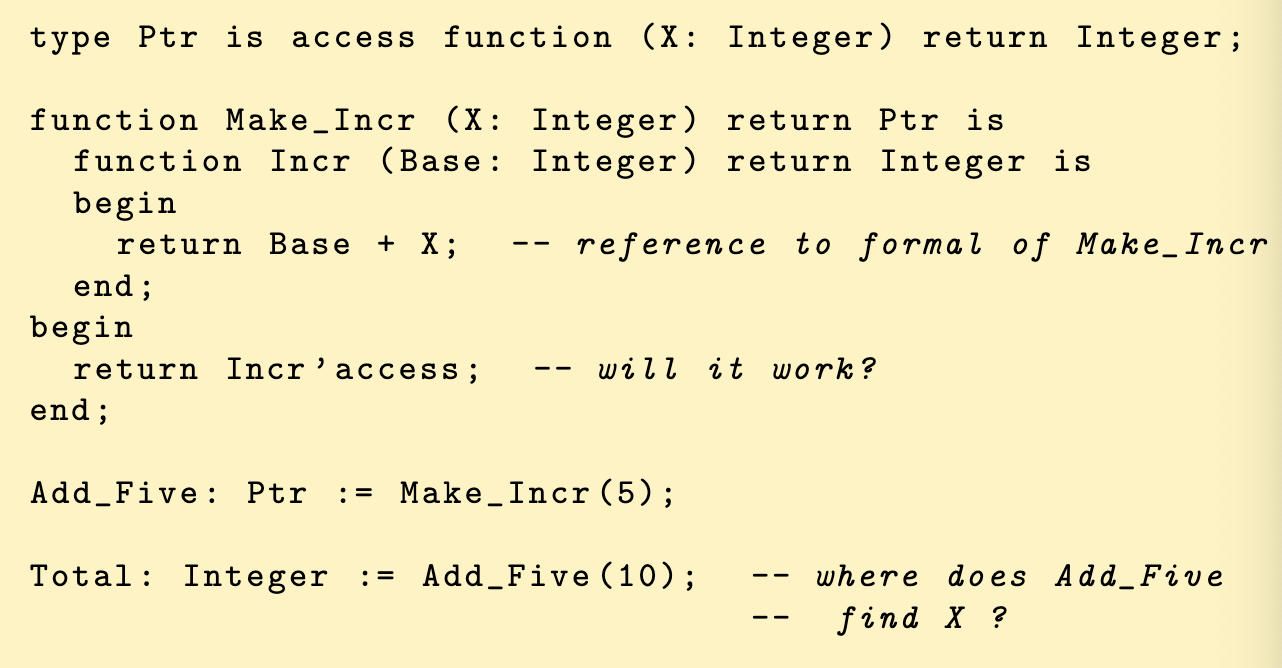 type Ptr is access function (X: Integer) return Integer;
function Make_Incr (X: Integer) return Ptr is
function Incr (Base: Integer) return Integer is
begin
return Base + X; -- reference to formal of Make_Incr
end;
begin
return Incr’access; -- will it work?
end;
Add_Five: Ptr := Make_Incr(5);
Total: Integer := Add_Five(10); -- where does Add_Five
-- find X ?